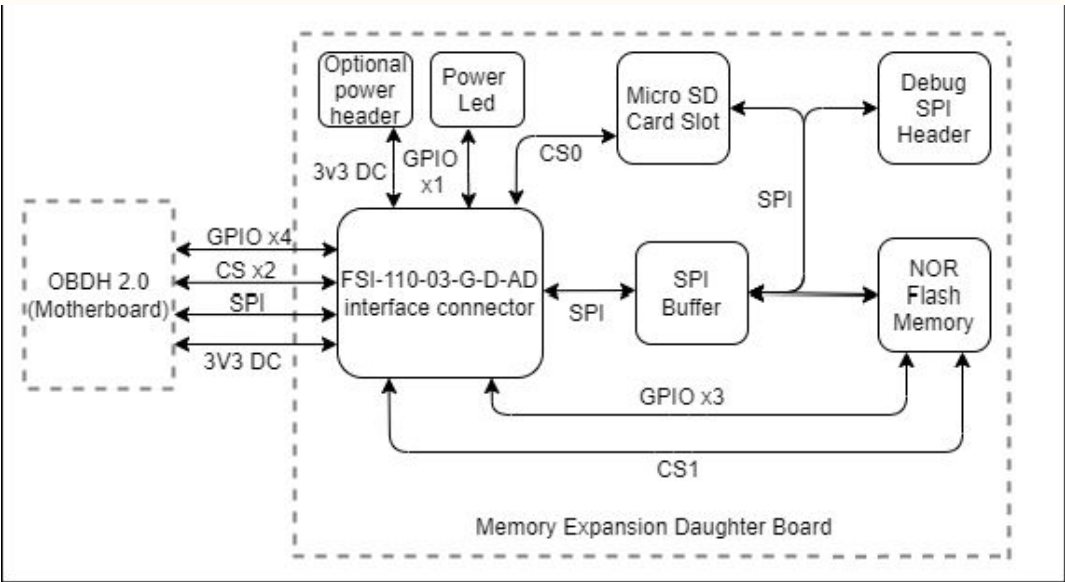 Optional
power
header
Power
Led
Micro SD
Card Slot
Debug
SPI
Header
3v3 DC
GPIO
x1
CS0
SPI
OBDH 2.0
(Motherboard)
GPIO x4
CS x2
SPI
3V3 DC
FSI-110-03-G-D-AD
interface connector
SPI
SPI
Buffer
NOR
Flash
Memory
GPIO x3
CS1
Memory Expansion Daughter Board